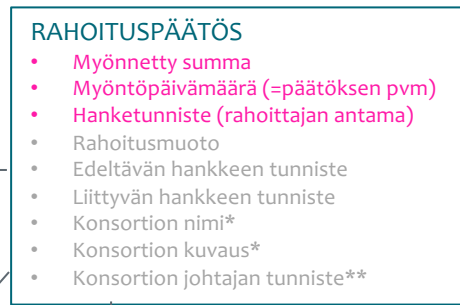 RAHOITUSPÄÄTÖS
• Myönnetty summa
• Myöntöpäivämäärä (=päätöksen pvm)
• Hanketunniste (rahoittajan antama)
• Rahoitusmuoto
• Edeltävän hankkeen tunniste
• Liittyvän hankkeen tunniste
• Konsortion nimi*
• Konsortion kuvaus*
• Konsortion johtajan tunniste**